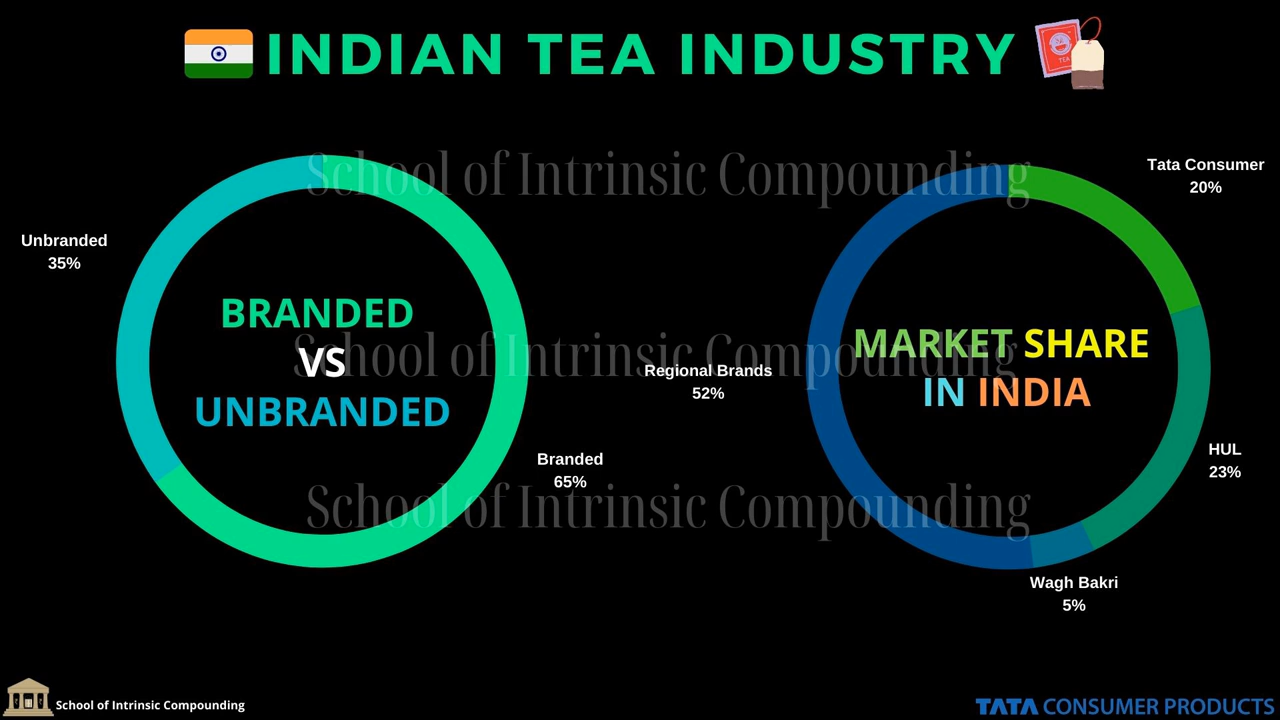 INDIAN TEA INDUSTRY
TEA
School of Intrinsic Compounding
Unbranded
35%
BRANDED
VS
UNBRANDED
Branded
65%
School of Intrinsic Compounding
Tata Consumer
20%
Regional Brands
52%
MARKET SHARE
IN INDIA
HUL
23%
Wagh Bakri
5%
School of Intrinsic Compounding
School of Intrinsic Compounding
TATA CONSUMER PRODUCTS